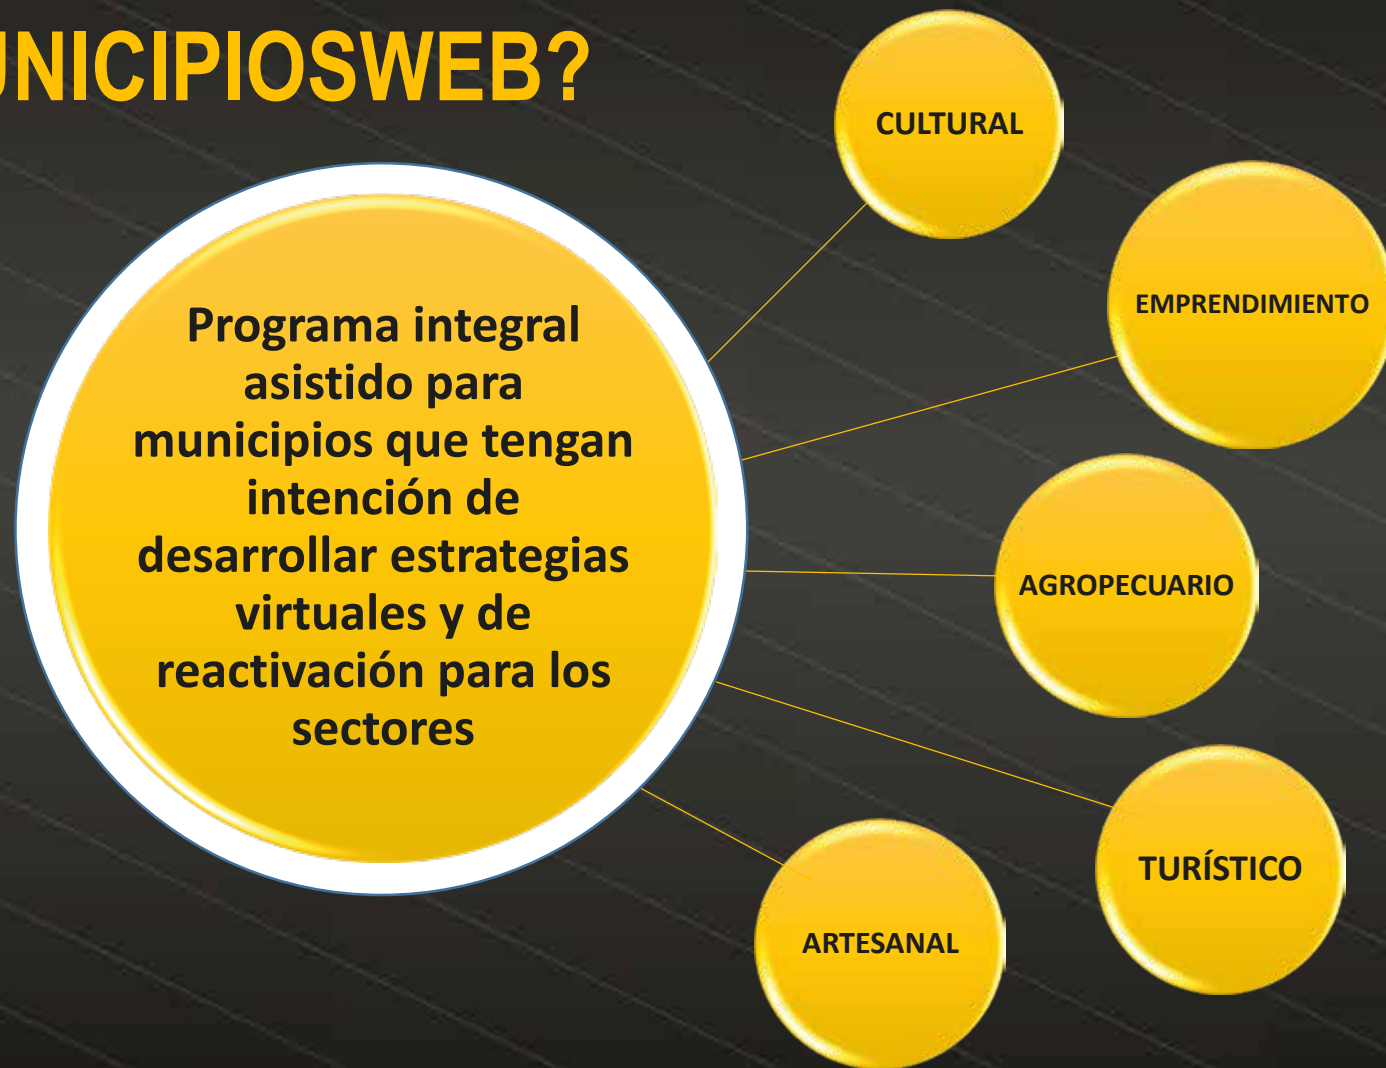 UNICIPIOSWEB?
CULTURAL
EMPRENDIMIENTO
Programa integral
asistido para
municipios que tengan
intención de
desarrollar estrategias
virtuales y de
reactivación para los
sectores
AGROPECUARIO
TURÍSTICO
ARTESANAL